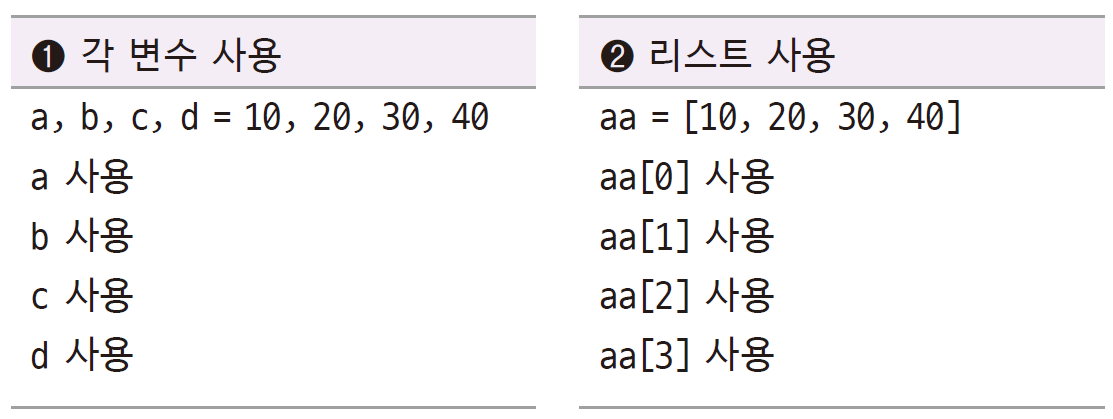 ❶ 각 변수 사용
a, b, c, d = 10, 20, 30, 40
a 사용
b 사용
c 사용
d 사용
❷ 리스트 사용
aa = [10, 20, 30, 40]
aa[0] 사용
aa[1] 사용
aa[2] 사용
aa[3] 사용